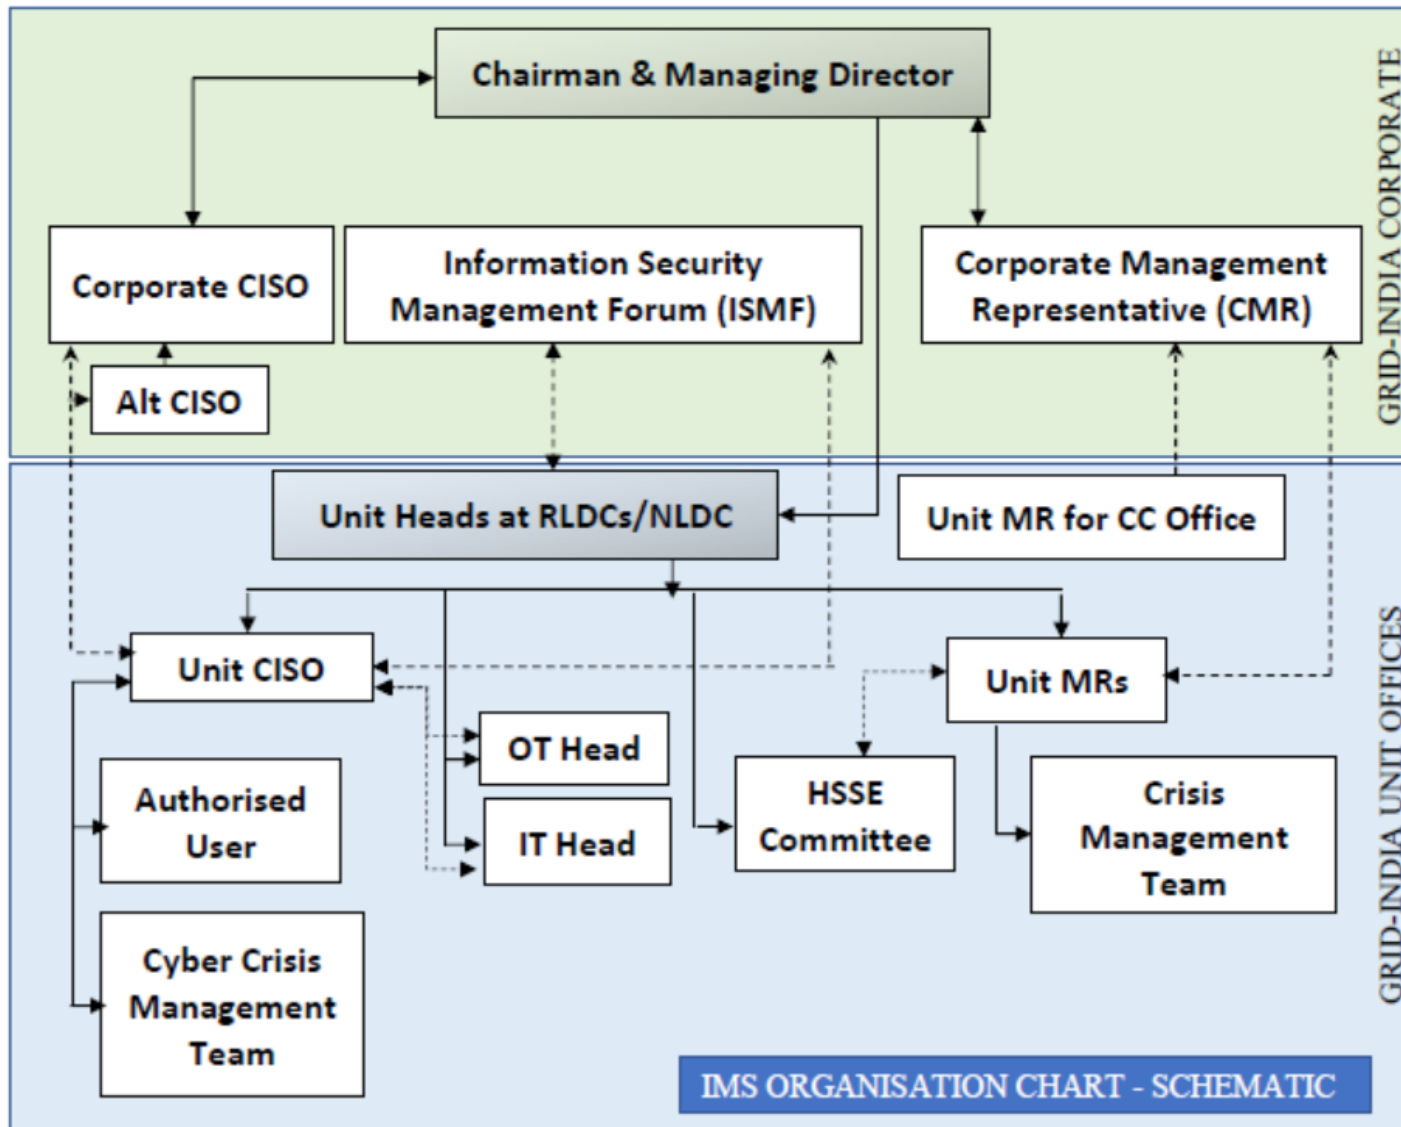 Chairman & Managing Director
GRID-INDIA CORPORATE
Corporate CISO
Information Security
Management Forum (ISMF)
Corporate Management
Representative (CMR)
Alt CISO
Unit Heads at RLDCs/NLDC
Unit MR for CC Office
GRID-INDIA UNIT OFFICES
Unit CISO
Unit MRs
OT Head
IT Head
Authorised
User
HSSE
Committee
Crisis
Management
Team
Cyber Crisis
Management
Team
IMS ORGANISATION CHART - SCHEMATIC